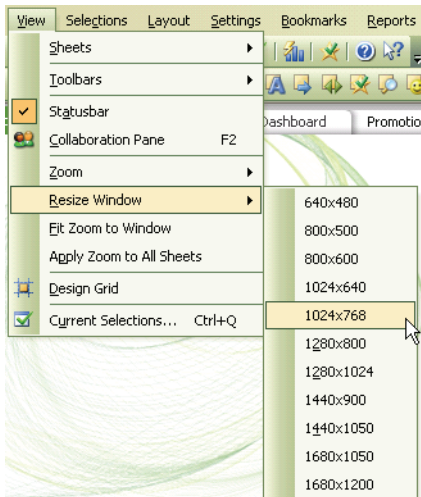 View Selections Layout Settings Bookmarks Reports
Sheets
Toolbars
Statusbar
Dashboard Promotio
Collaboration Pane F2
Zoom
Resize Window
640x480
Fit Zoom to Window
800x500
Apply Zoom to All Sheets
800x600
Design Grid
1024x640
Current Selections... Ctrl+Q
1024x768
1280x800
1280x1024
1440x900
1440x1050
1680x1050
1680x1200